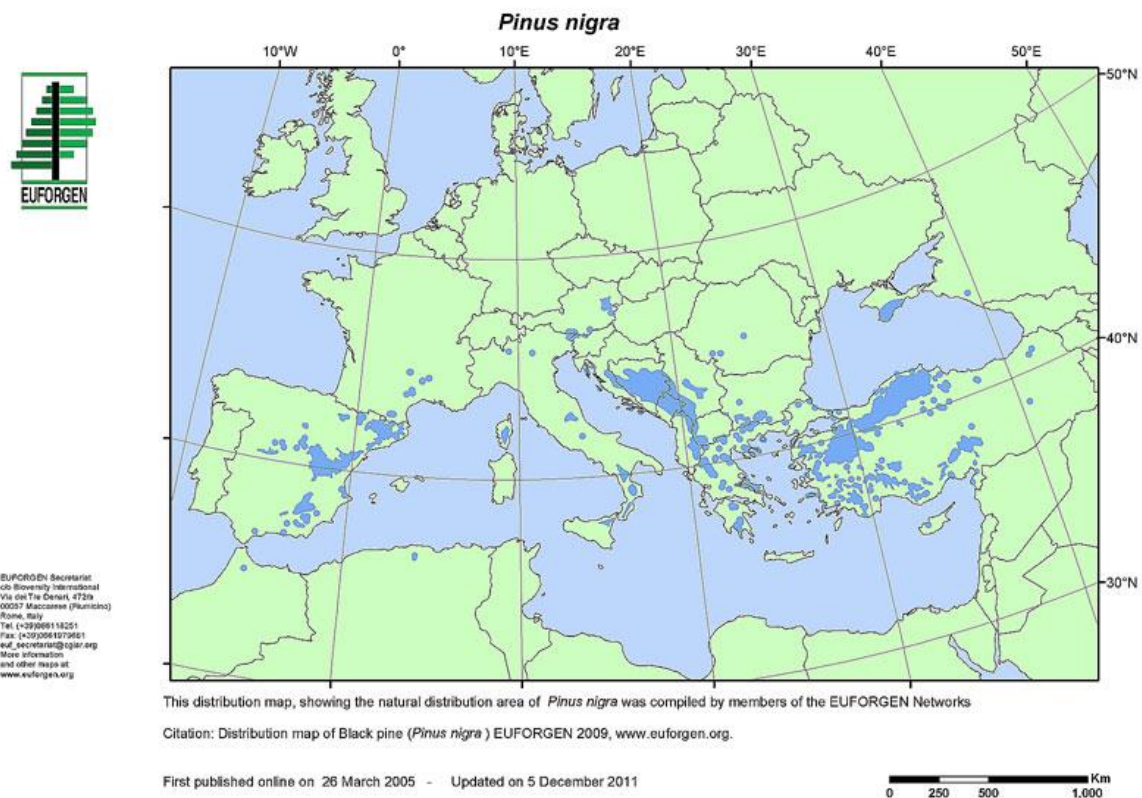 Pinus nigra
10°W 0° 10°E 20°E 30°E 40°E 50°E
50°N
EUFORGEN
40°N
30°N
EUFORGEN Secretariat
c/o Bioversity International
Via dei Tre Denari, 472/a
00057 Maccarese (Fiumicino)
Rome, Italy
Tel. (+39)066118251
Fax: (+39)0661979661
euf_secretariat@cgiar.org
More information
and other maps at:
www.euforgen.org
This distribution map, showing the natural distribution area of Pinus nigra was compiled by members of the EUFORGEN Networks
Citation: Distribution map of Black pine (Pinus nigra ) EUFORGEN 2009, www.euforgen.org.
First published online on 26 March 2005 - Updated on 5 December 2011
Km
0 250 500 1.000